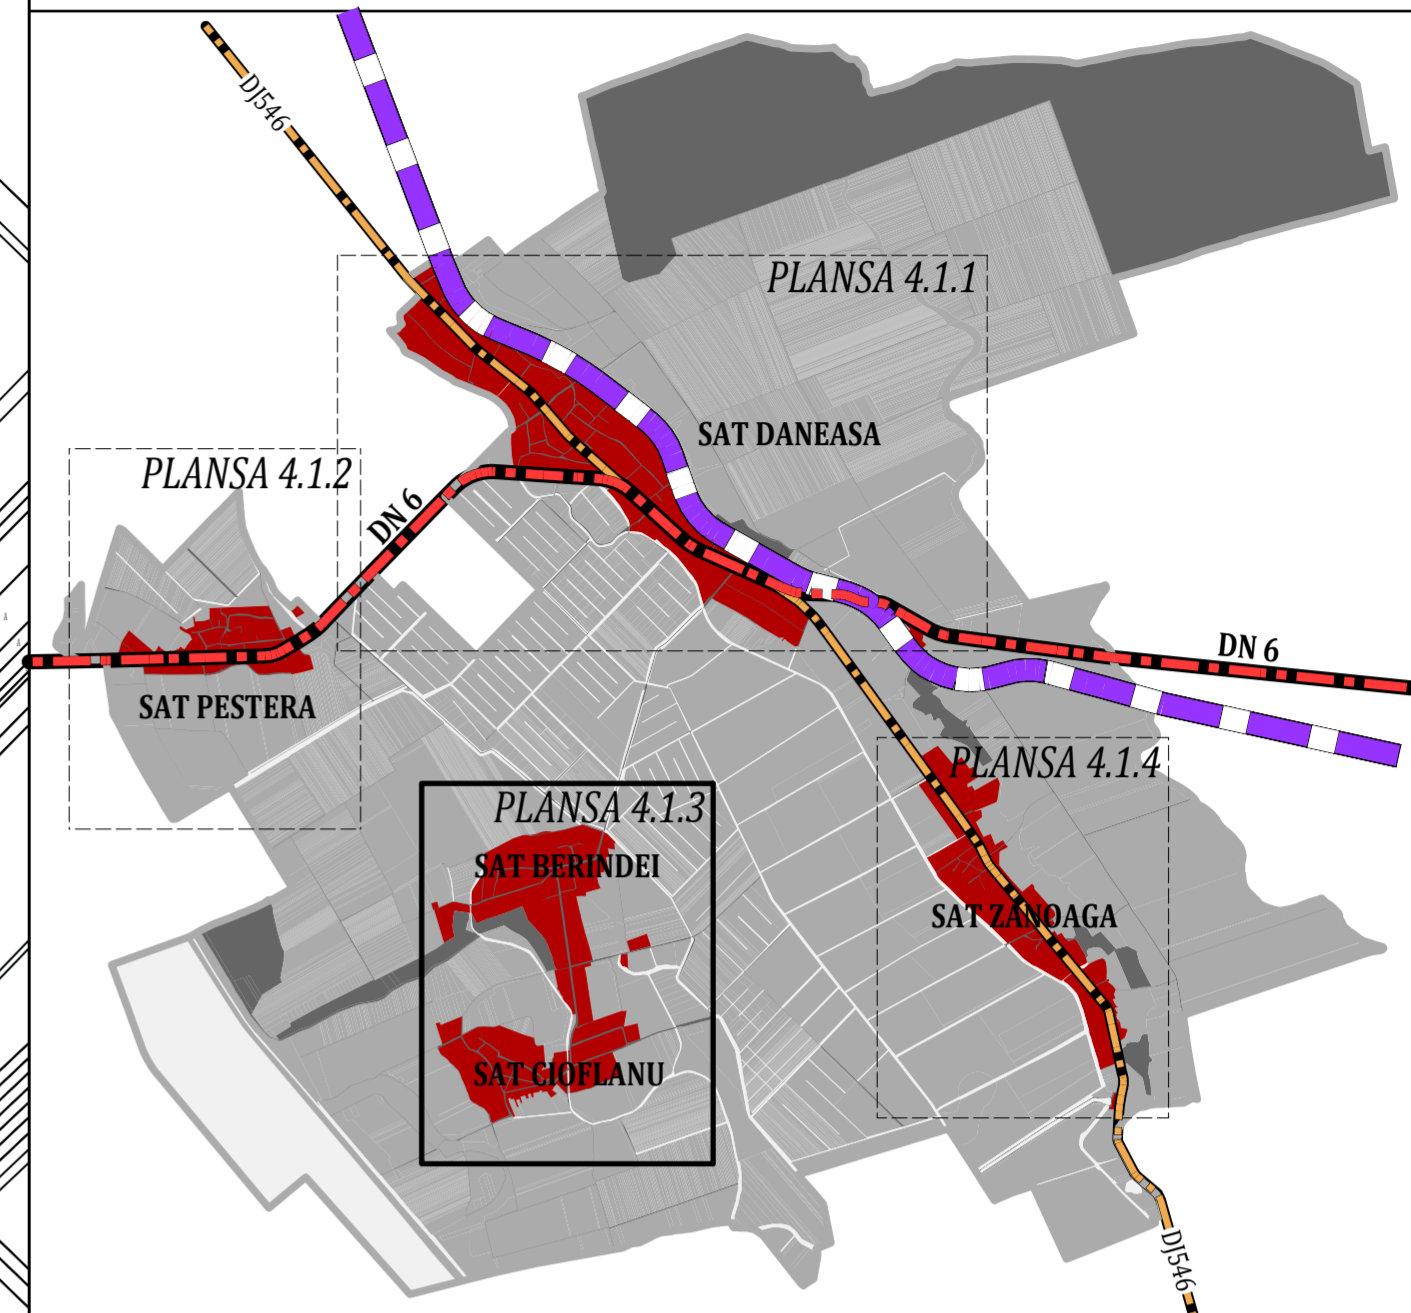 DJ546
PLANSA 4.1.1
SAT DANEASA
PLANSA 4.1.2
DN 6
DN 6
SAT PESTERA
PLANSA 4.1.4
PLANSA 4.1.3
SAT BERINDEI
SAT ZANOAGA
SAT CIOFLANU
DJ546